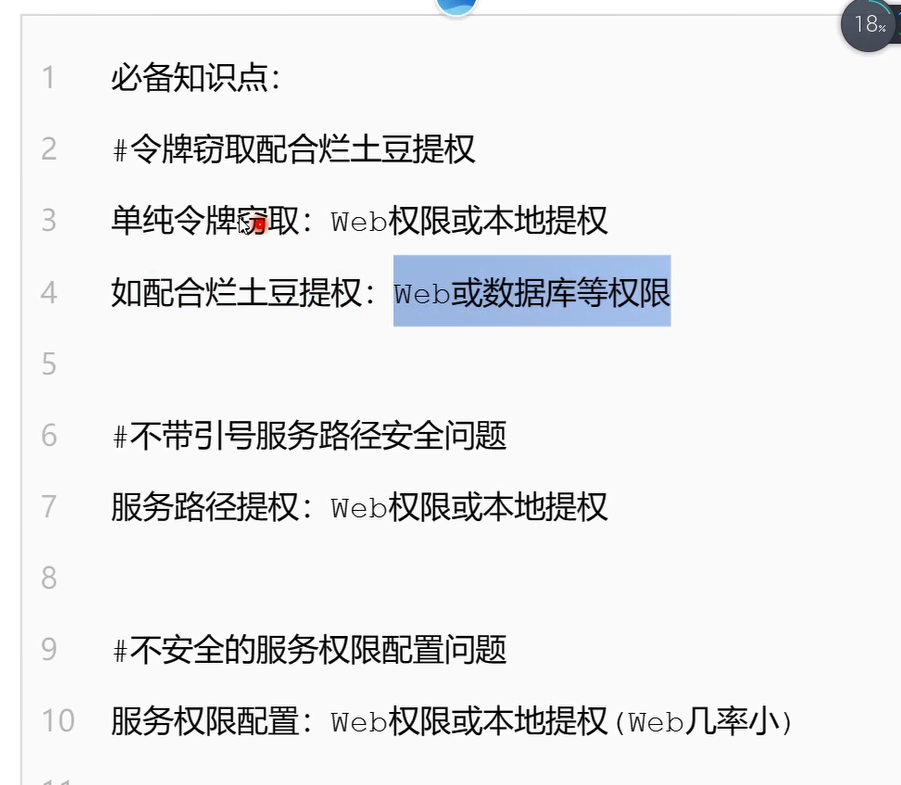 18%
1 必备知识点：
2 #令牌窃取配合烂土豆提权
3 单纯令牌窃取：Web权限或本地提权
4 如配合烂土豆提权：Web或数据库等权限
5
6 #不带引号服务路径安全问题
7 服务路径提权：Web权限或本地提权
8
9 #不安全的服务权限配置问题
10 服务权限配置：Web权限或本地提权(Web几率小)